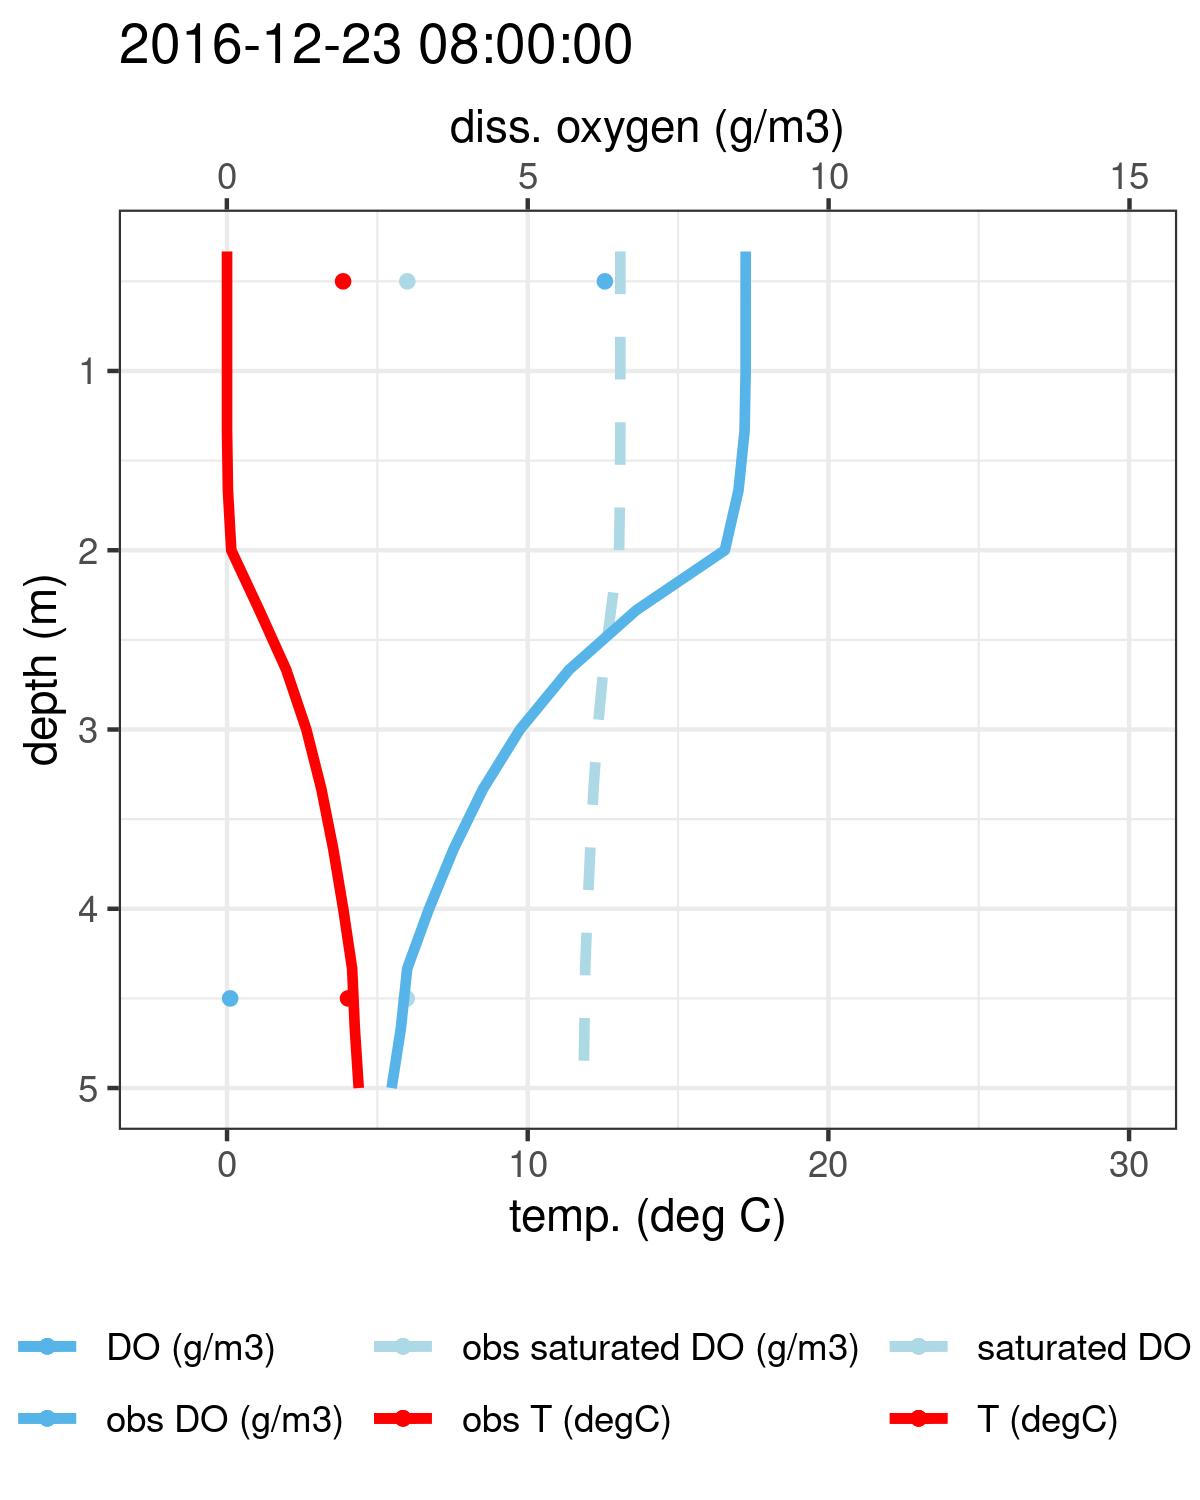 2016-12-23 08:00:00
diss. oxygen (g/m3)
0 5 10 15
depth (m)
1
2
3
4
5
0 10 20 30
temp. (deg C)
DO (g/m3) obs saturated DO (g/m3) saturated DO
obs DO (g/m3) obs T (degC) T (degC)